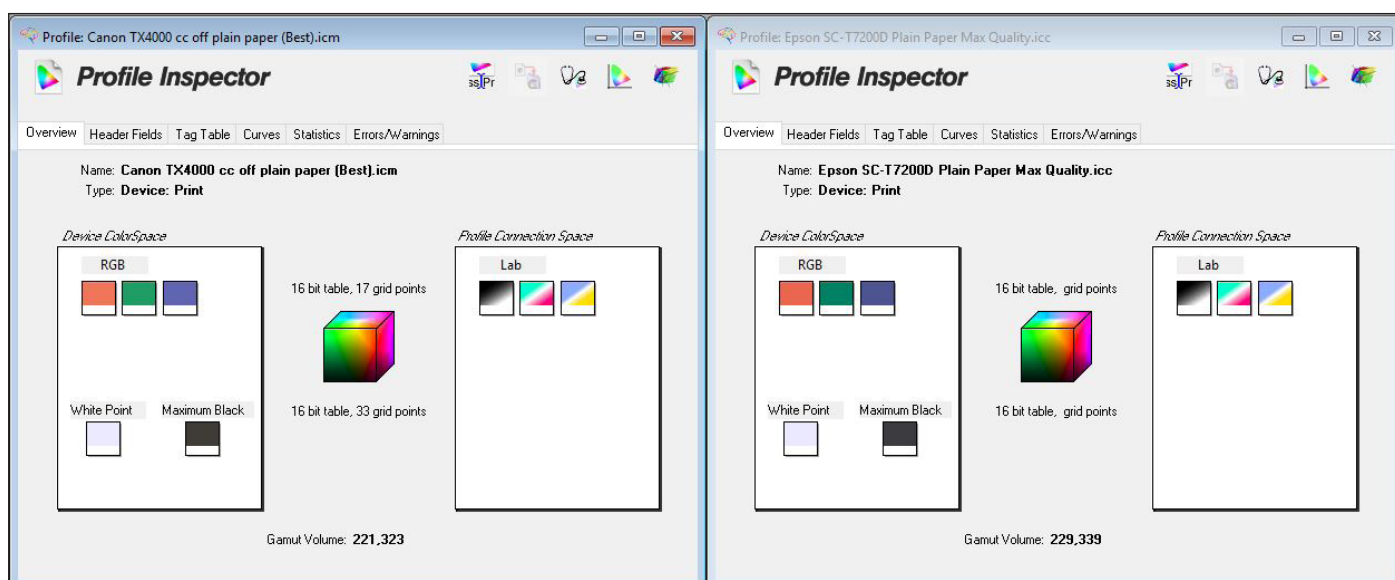 Profile: Canon TX4000 cc off plain paper (Best).icm
Profile Inspector
Overview Header Fields Tag Table Curves Statistics Errors/Warnings
Name: Canon TX4000 cc off plain paper (Best).icm
Type: Device: Print
Device ColorSpace
Profile Connection Space
RGB
Lab
16 bit table, 17 grid points
White Point
Maximum Black
16 bit table, 33 grid points
Gamut Volume: 221,323
Profile: Epson SC-T7200D Plain Paper Max Quality.icc
Profile Inspector
Overview Header Fields Tag Table Curves Statistics Errors/Warnings
Name: Epson SC-T7200D Plain Paper Max Quality.icc
Type: Device: Print
Device ColorSpace
Profile Connection Space
RGB
Lab
16 bit table, grid points
White Point
Maximum Black
16 bit table, grid points
Gamut Volume: 229,339